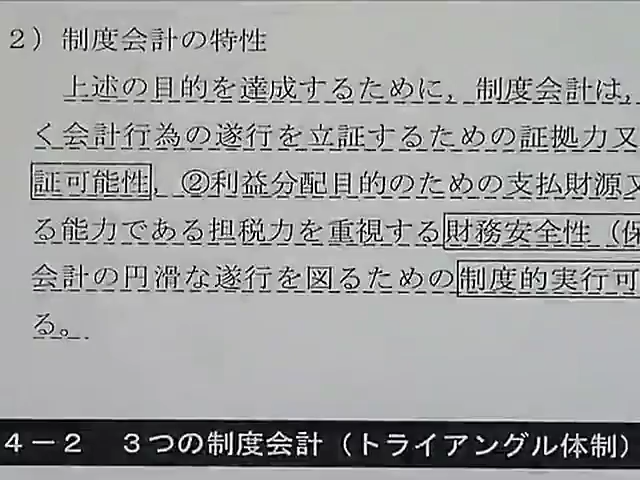 2）制度会計の特性
上述の目的を達成するために，制度会計は，
く会計行為の遂行を立証するための証拠力又
証可能性，②利益分配目的のための支払財源又
る能力である担税力を重視する財務安全性（保
会計の円滑な遂行を図るための制度的実行可
る。
4－2　3つの制度会計（トライアングル体制）